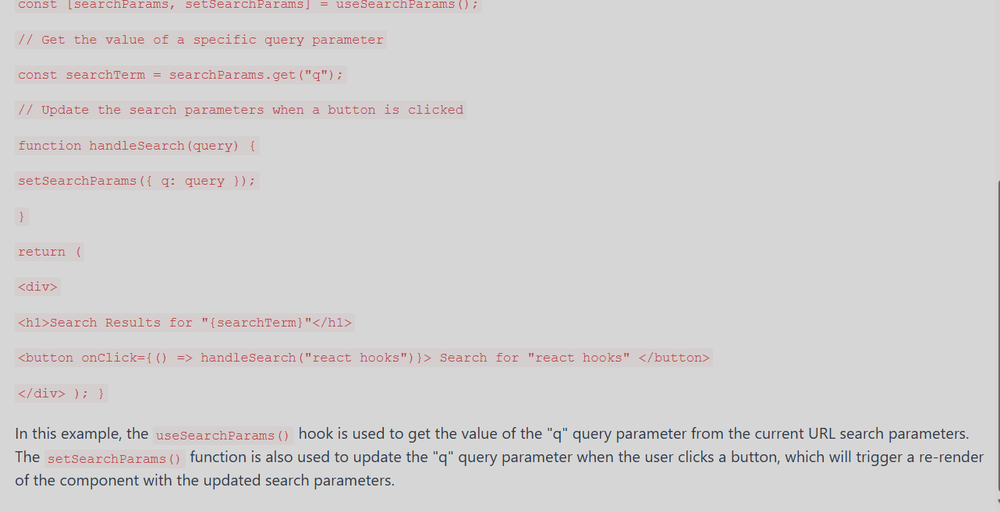 const [searchParams, setSearchParams] = useSearchParams();
// Get the value of a specific query parameter
const searchTerm = searchParams.get("q");
// Update the search parameters when a button is clicked
function handleSearch(query) {
setSearchParams({ q: query });
}
return (
<div>
<h1>Search Results for "{searchTerm}"</h1>
<button onClick={() => handleSearch("react hooks")}> Search for "react hooks" </button>
</div> ); }
In this example, the useSearchParams() hook is used to get the value of the "q" query parameter from the current URL search parameters.
The setSearchParams() function is also used to update the "q" query parameter when the user clicks a button, which will trigger a re-render
of the component with the updated search parameters.